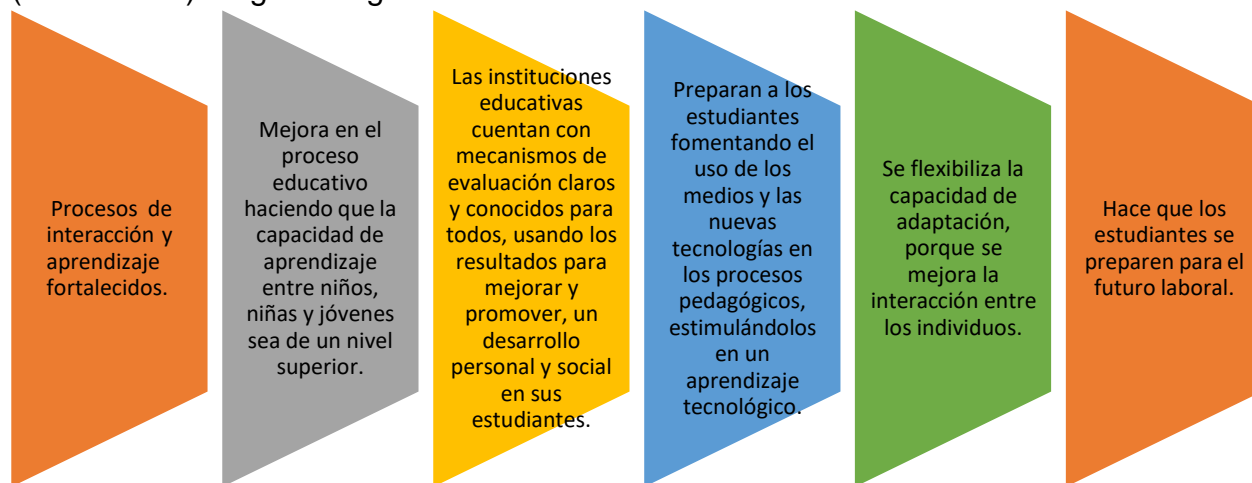 Procesos de
interacción y
aprendizaje
fortalecidos.
Mejora en el
proceso
educativo
haciendo que la
capacidad de
aprendizaje
entre niños,
niñas y jóvenes
sea de un nivel
superior.
Las instituciones
educativas
cuentan con
mecanismos de
evaluación claros
y conocidos para
todos, usando los
resultados para
mejorar y
promover, un
desarrollo
personal y social
en sus
estudiantes.
Preparan a los
estudiantes
fomentando el
uso de los
medios y las
nuevas
tecnologías en
los procesos
pedagógicos,
estimulándolos
en un
aprendizaje
tecnológico.
Se flexibiliza la
capacidad de
adaptación,
porque se
mejora la
interacción entre
los individuos.
Hace que los
estudiantes se
preparen para el
futuro laboral.